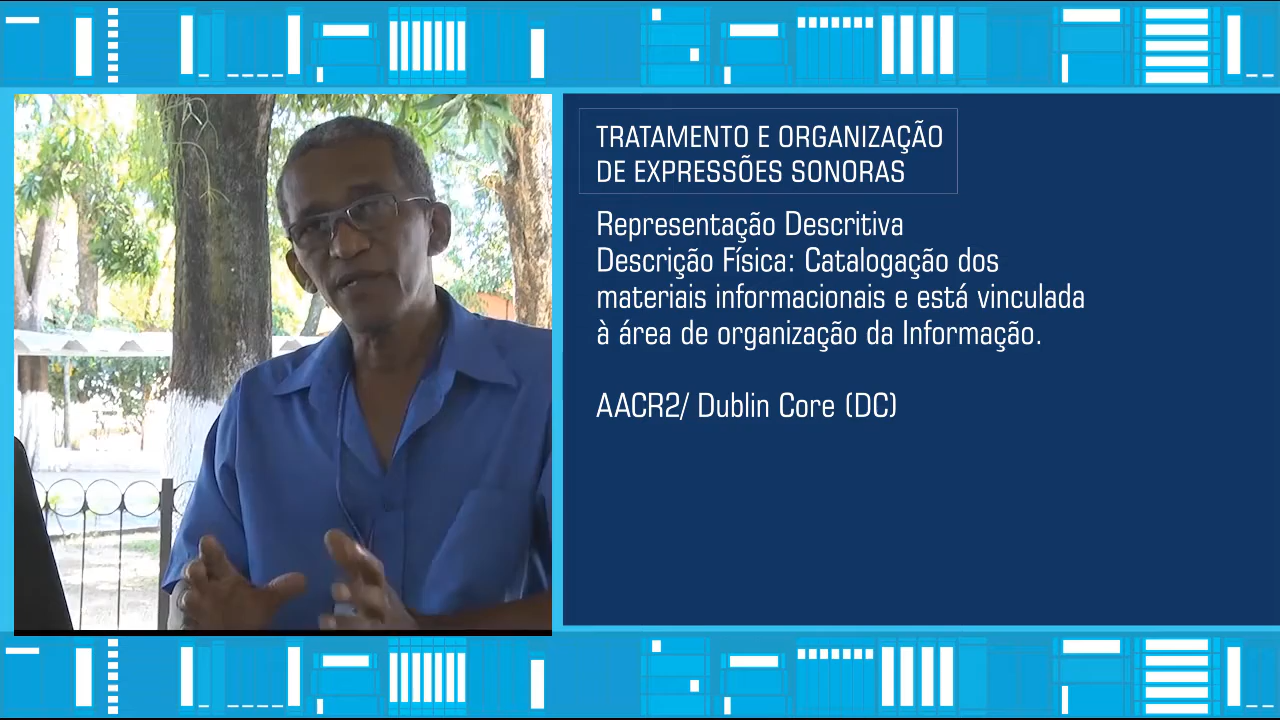 TRATAMENTO E ORGANIZAÇÃO
DE EXPRESSÕES SONORAS
Representação Descritiva
Descrição Física: Catalogação dos
materiais informacionais e está vinculada
à área de organização da Informação.
AACR2/ Dublin Core (DC)